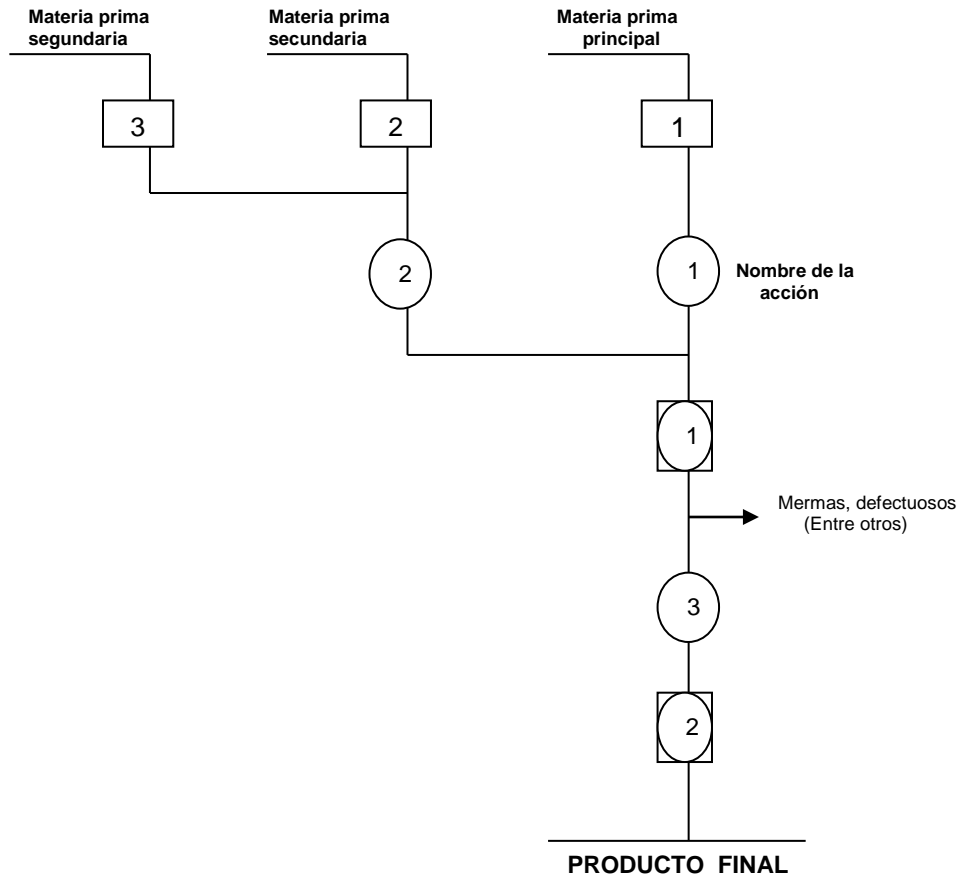 Materia prima
segundaria
Materia prima
secundaria
Materia prima
principal
3
2
1
2
1
Nombre de la
acción
1
Mermas, defectuosos
(Entre otros)
3
2
PRODUCTO FINAL